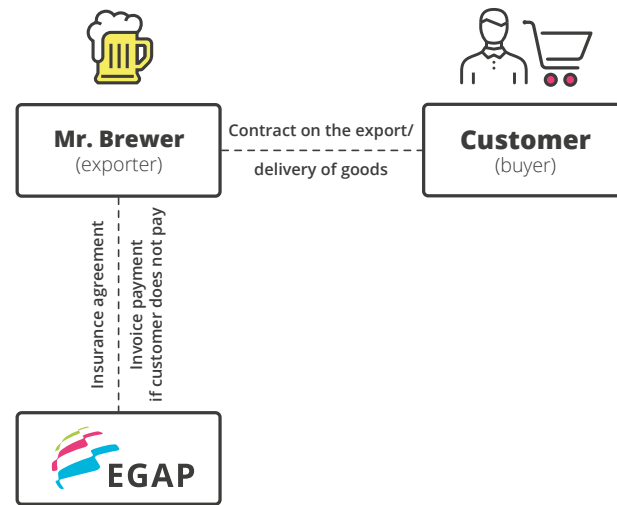 Mr. Brewer
(exporter)
Contract on the export/
delivery of goods
Customer
(buyer)
Insurance agreement
Invoice payment
if customer does not pay
EGAP